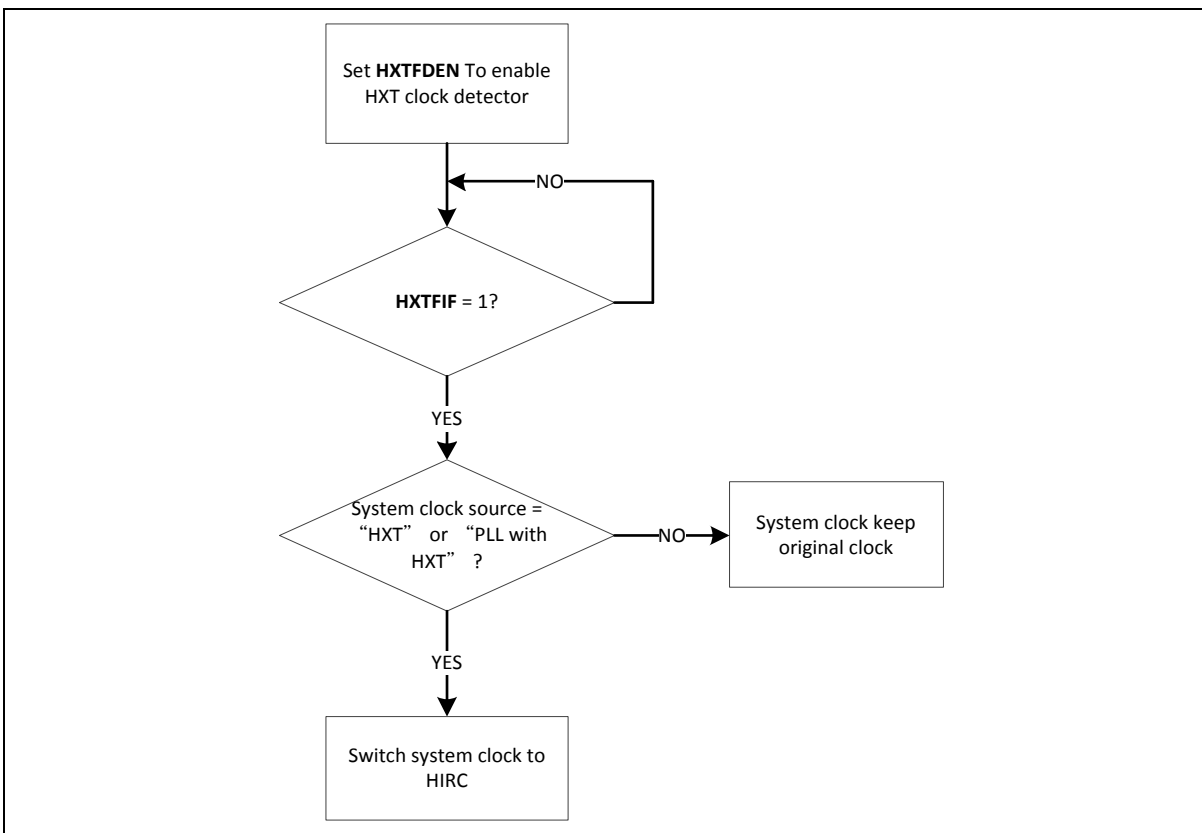 Set HXTFDEN To enable
HXT clock detector
NO
HXTFIF = 1?
YES
System clock source =
“HXT” or “PLL with
HXT” ?
NO
System clock keep
original clock
YES
Switch system clock to
HIRC